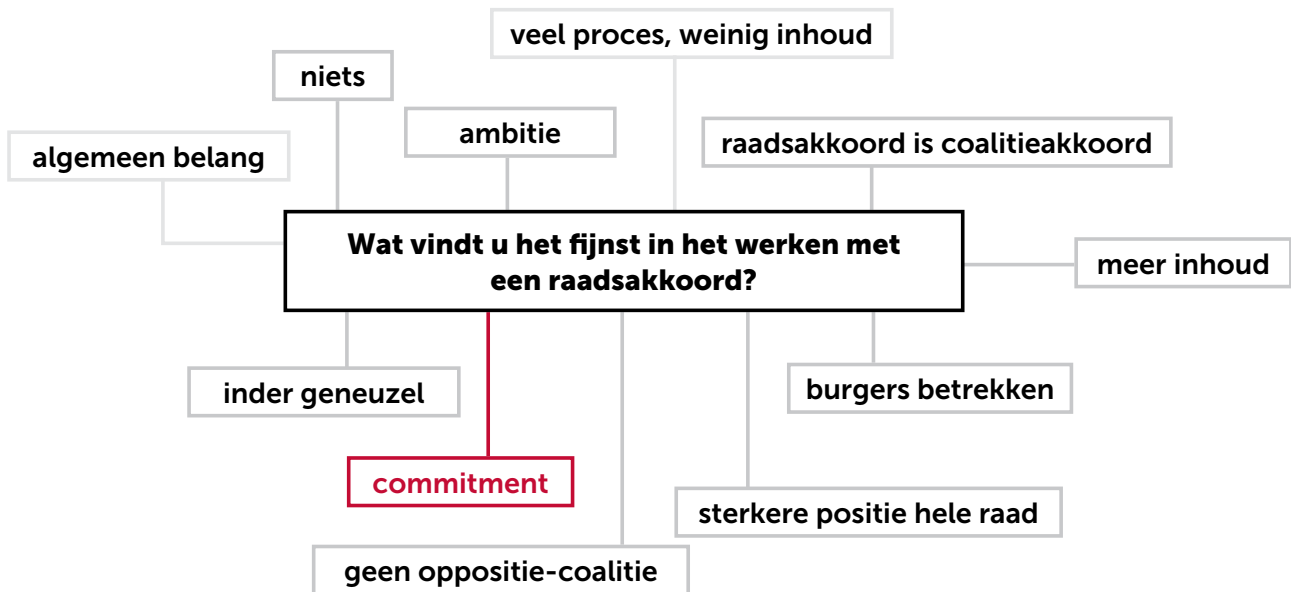 veel proces, weinig inhoud
niets
ambitie
raadsakkoord is coalitieakkoord
algemeen belang
Wat vindt u het fijnst in het werken met
een raadsakkoord?
meer inhoud
inder geneuzel
burgers betrekken
commitment
sterkere positie hele raad
geen oppositie-coalitie